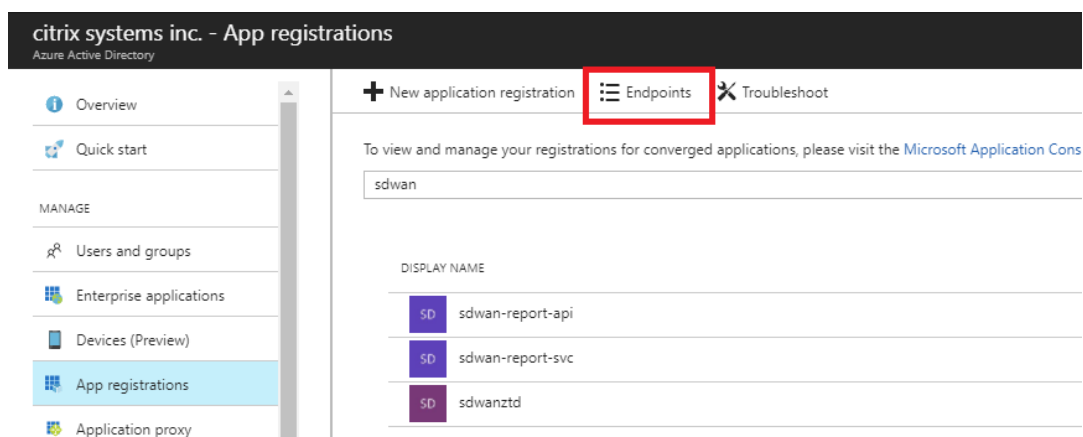 citrix systems inc. - App registrations
Azure Active Directory
Overview
Quick start
MANAGE
Users and groups
Enterprise applications
Devices (Preview)
App registrations
Application proxy
New application registration
Endpoints
Troubleshoot
To view and manage your registrations for converged applications, please visit the Microsoft Application Cons
sdwan
DISPLAY NAME
SD sdwan-report-api
SD sdwan-report-svc
SD sdwanztd